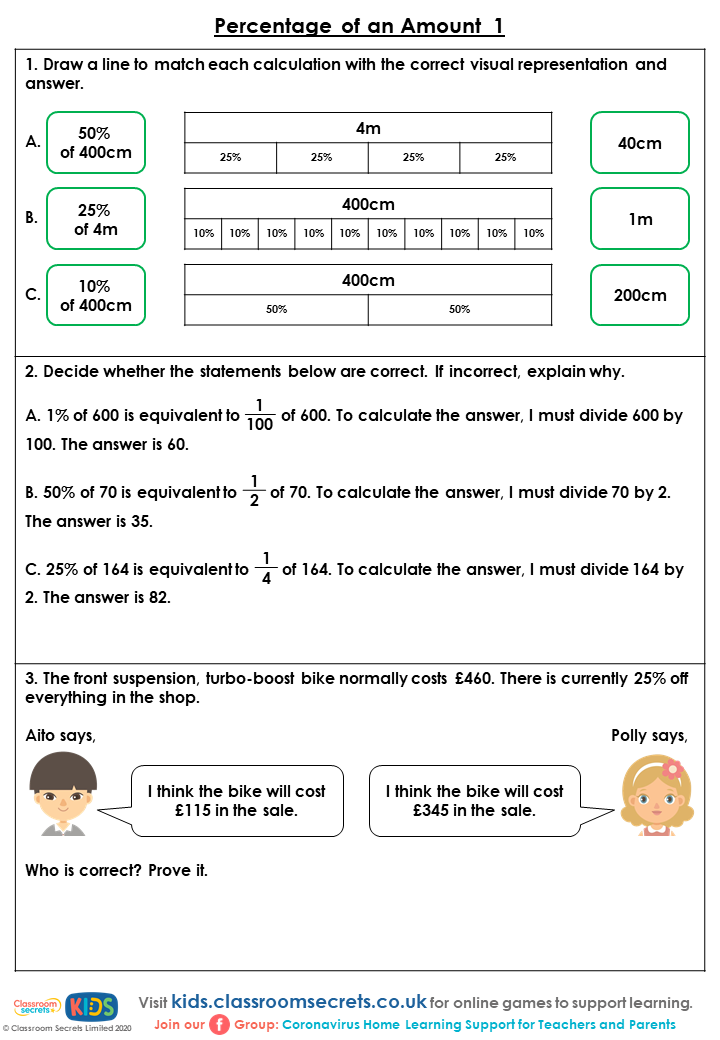 Percentage of an Amount 1
1. Draw a line to match each calculation with the correct visual representation and
answer.
A.
50%
of 400cm
4m
25% 25% 25% 25%
40cm
B.
25%
of 4m
400cm
10% 10% 10% 10% 10% 10% 10% 10% 10% 10%
1m
C.
10%
of 400cm
400cm
50% 50%
200cm
2. Decide whether the statements below are correct. If incorrect, explain why.
A. 1% of 600 is equivalent to 1/100 of 600. To calculate the answer, I must divide 600 by
100. The answer is 60.
B. 50% of 70 is equivalent to 1/2 of 70. To calculate the answer, I must divide 70 by 2.
The answer is 35.
C. 25% of 164 is equivalent to 1/4 of 164. To calculate the answer, I must divide 164 by
2. The answer is 82.
3. The front suspension, turbo-boost bike normally costs £460. There is currently 25% off
everything in the shop.
Aito says,
Polly says,
I think the bike will cost
£115 in the sale.
I think the bike will cost
£345 in the sale.
Who is correct? Prove it.
Classroom
secrets
KIDS
© Classroom Secrets Limited 2020
Visit kids.classroomsecrets.co.uk for online games to support learning.
Join our f Group: Coronavirus Home Learning Support for Teachers and Parents